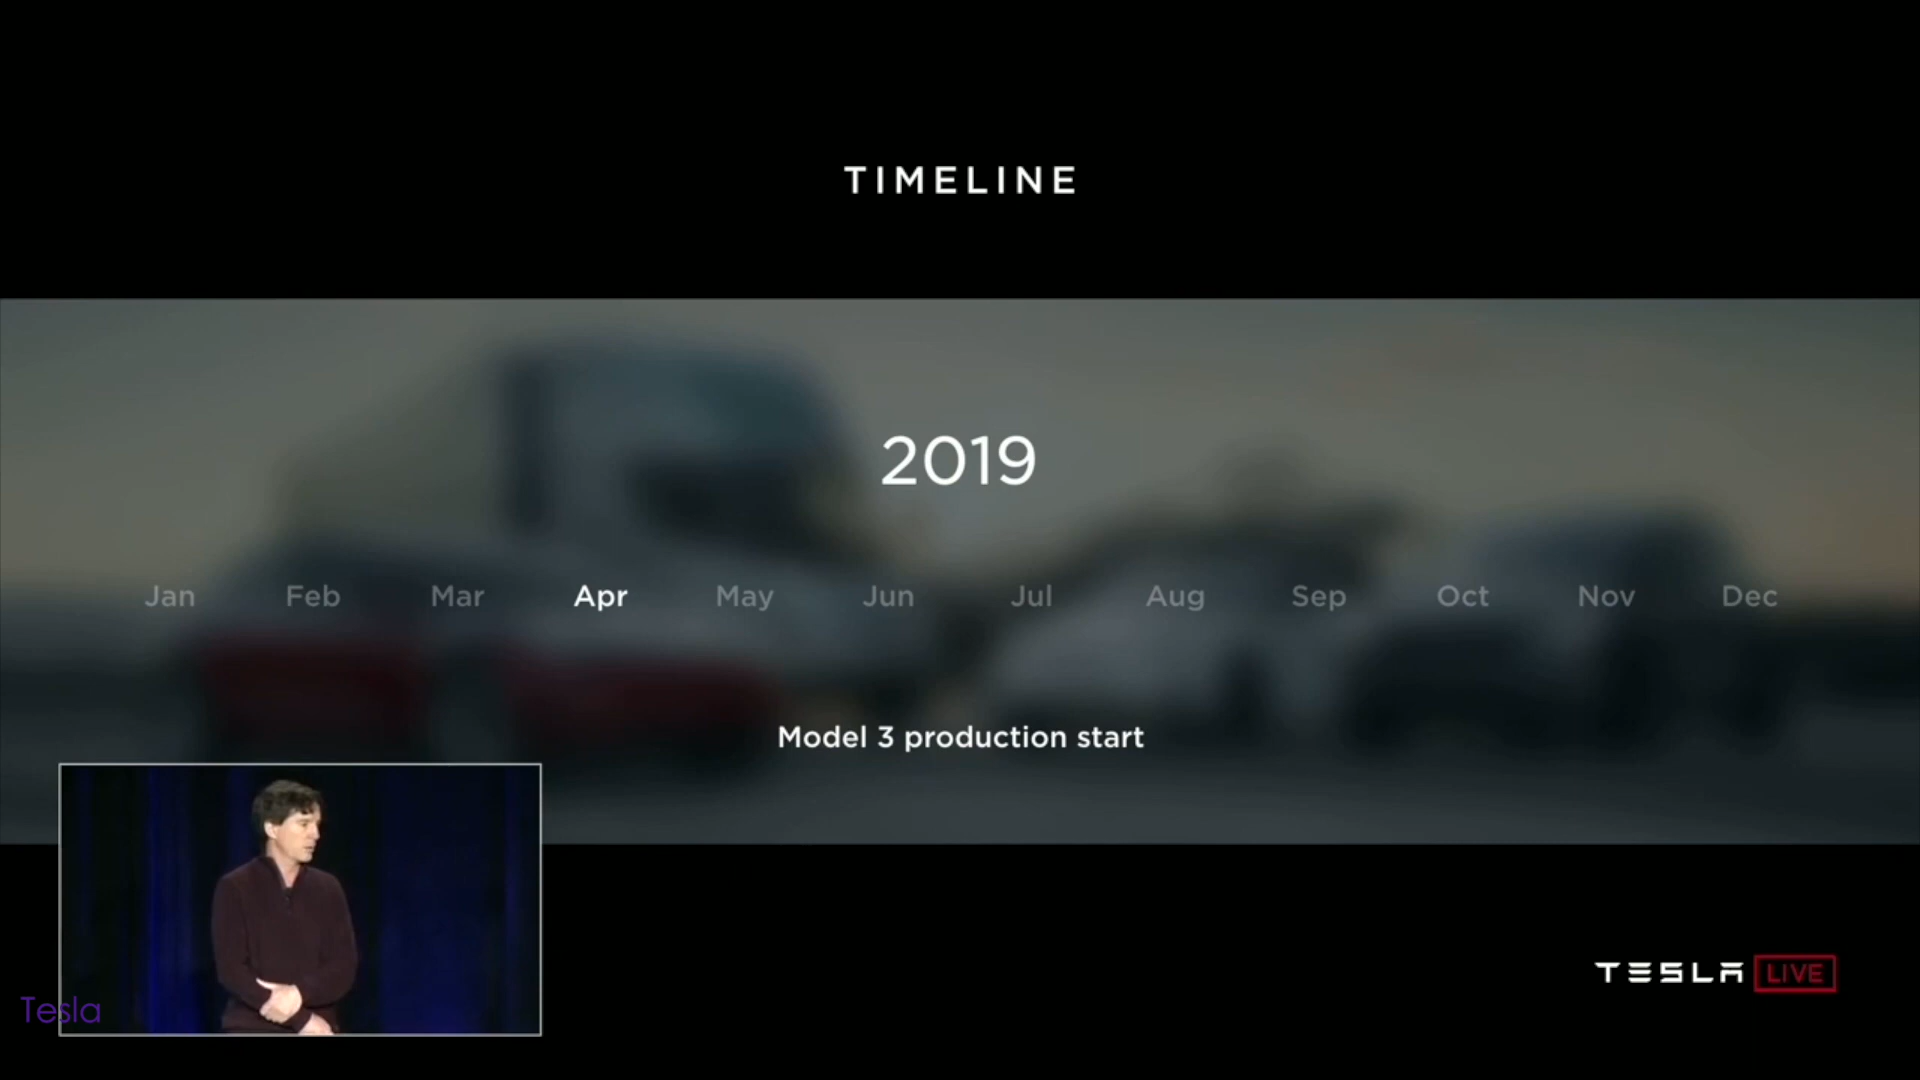 TIMELINE
2019
Jan Feb Mar Apr May Jun Jul Aug Sep Oct Nov Dec
Model 3 production start
TESLA LIVE
Tesla